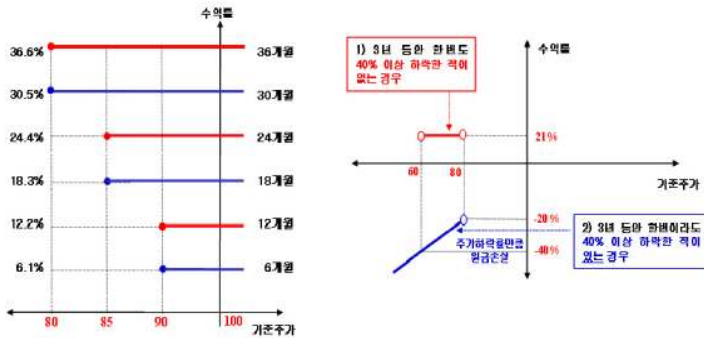 수익률
36.6%
36개월
30.5%
30개월
24.4%
24개월
18.3%
18개월
12.2%
12개월
6.1%
6개월
80
85
90
100
기준주가
수익률
1) 3년 동안 한번도
40% 이상 하락한 적이
없는 경우
21%
60
80
기준주가
-20%
-40%
주가하락률만큼
원금손실
2) 3년 동안 한번이라도
40% 이상 하락한 적이
있는 경우